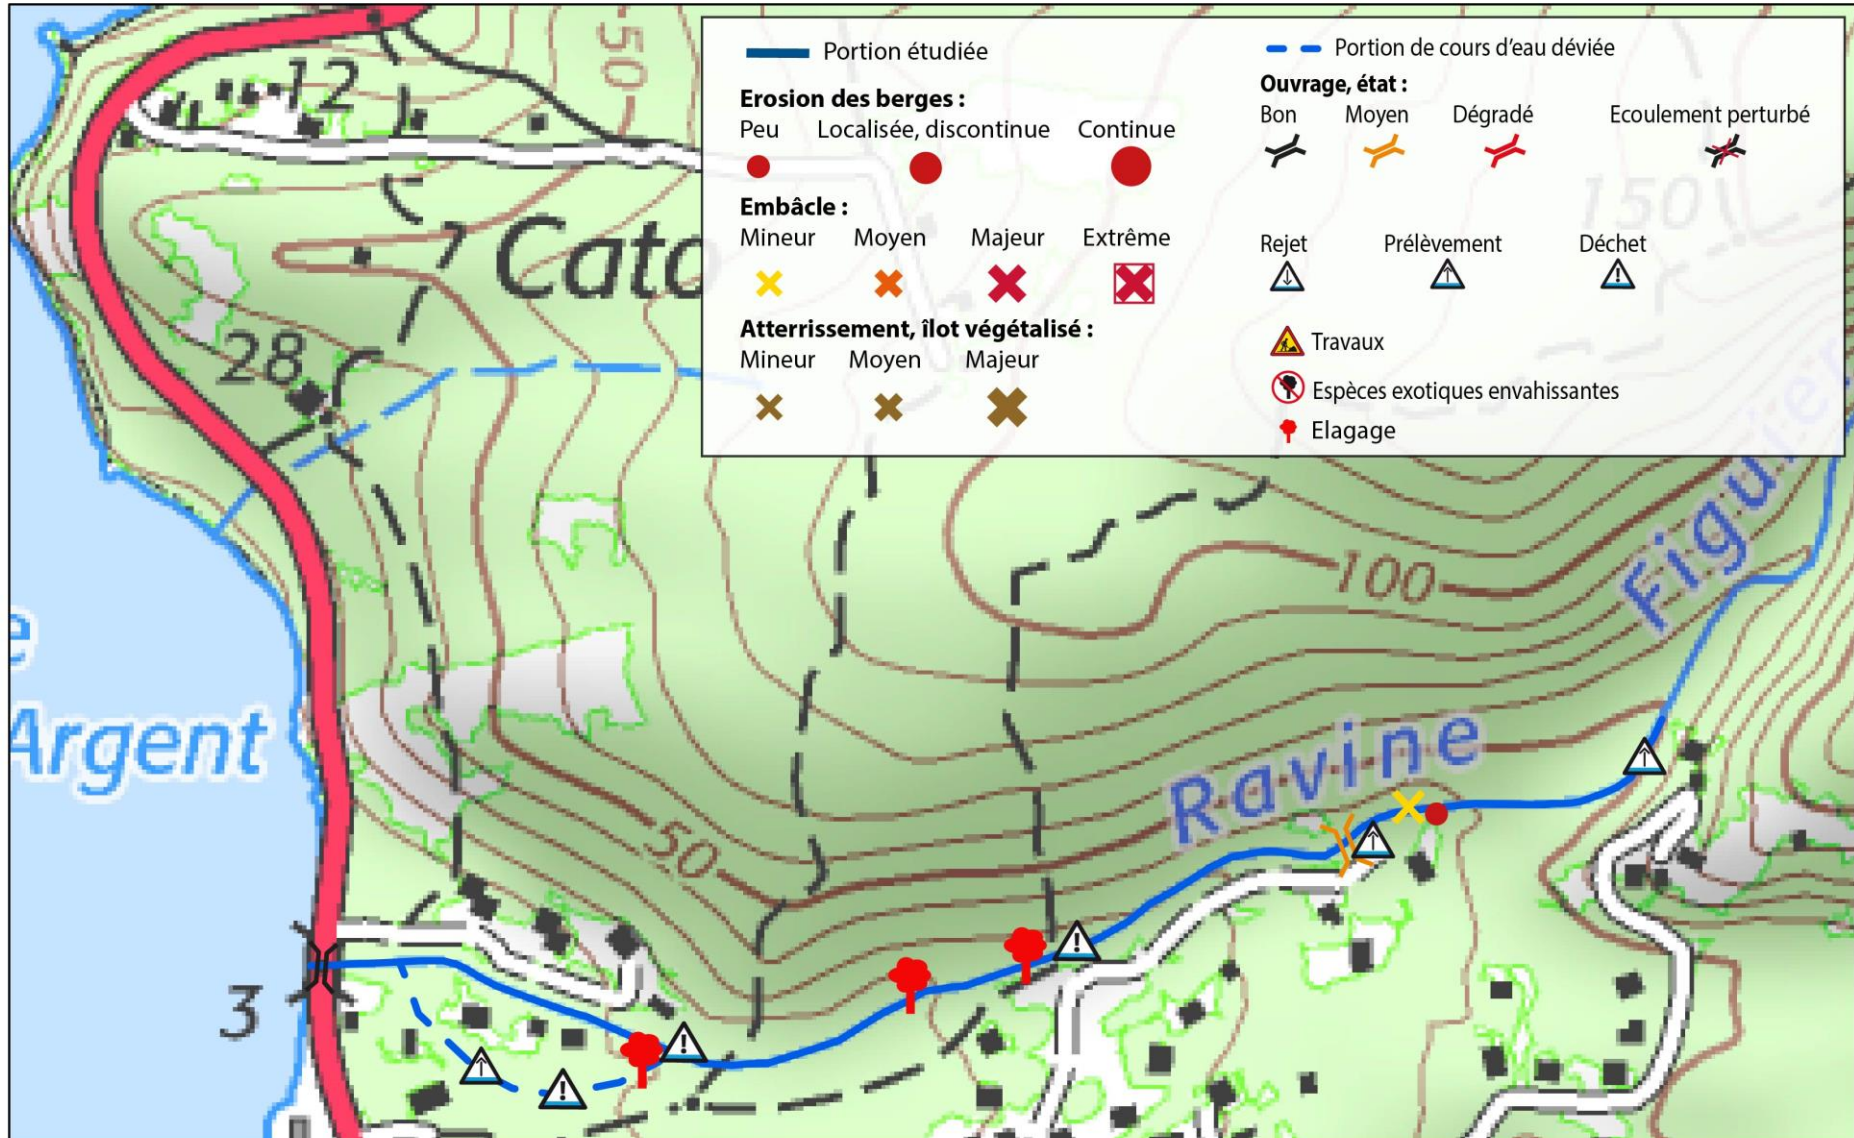 Portion étudiée
Erosion des berges :
Peu Localisée, discontinue Continue
Embâcle :
Mineur Moyen Majeur Extrême
Atterrissement, îlot végétalisé :
Mineur Moyen Majeur
Portion de cours d'eau déviée
Ouvrage, état :
Bon Moyen Dégradé Ecoulement perturbé
Rejet Prélèvement Déchet
Travaux
Espèces exotiques envahissantes
Elagage
12
50
150
Cato
28
100
Figuier
e
Argent
Ravine
50
3